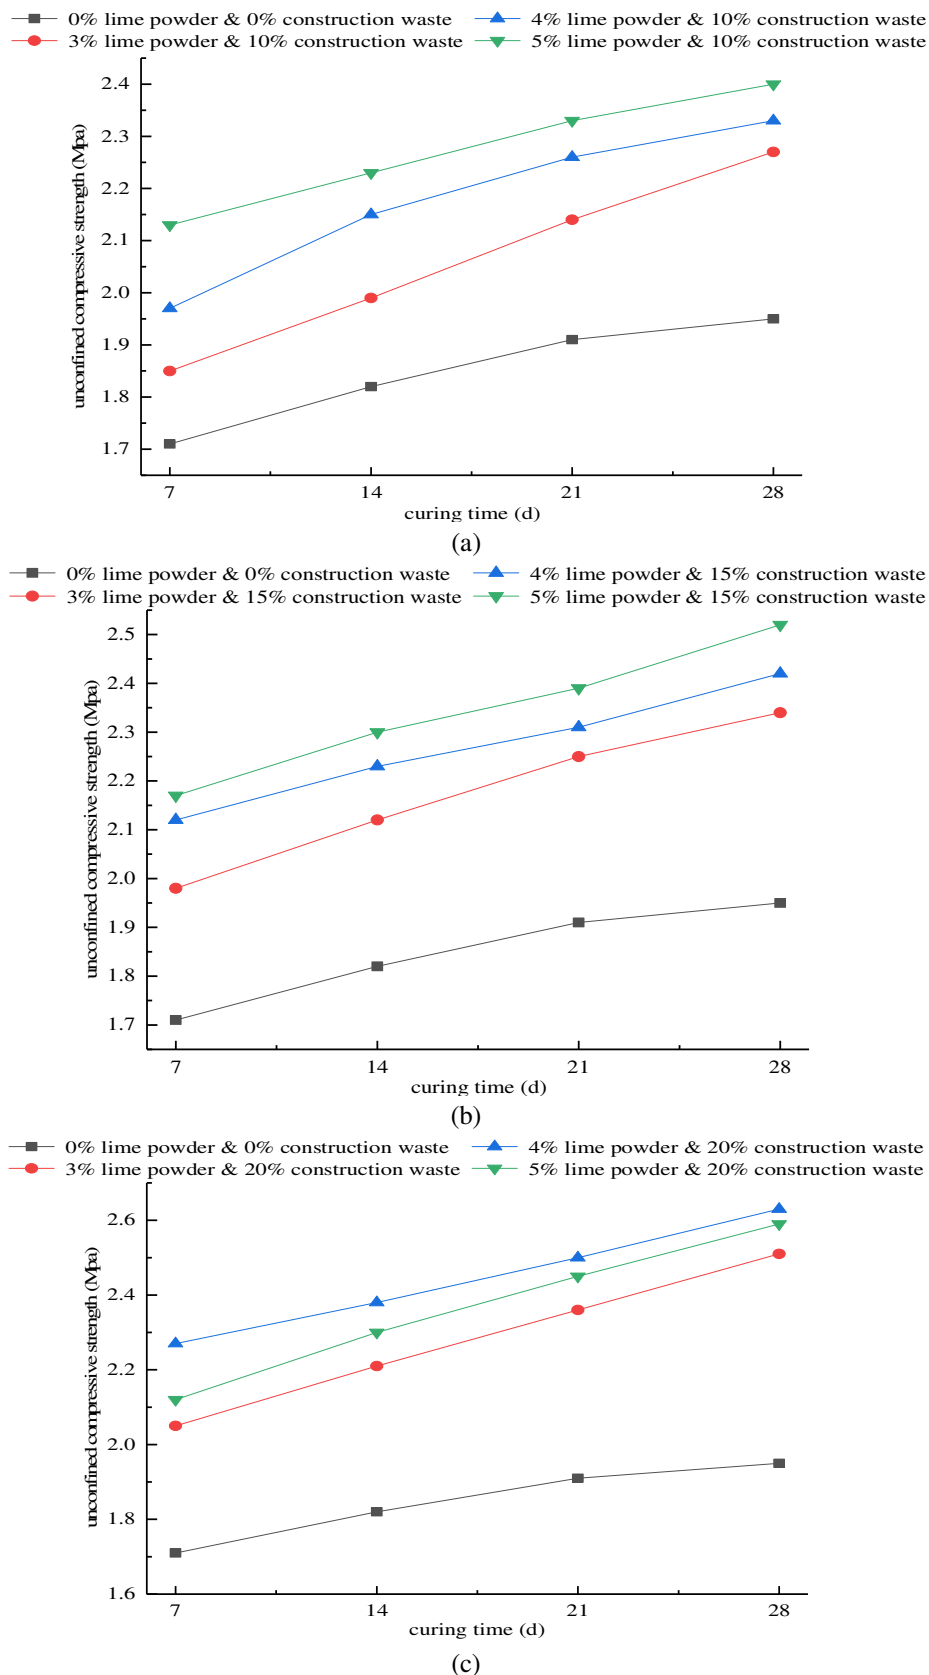 0% lime powder & 0% construction waste 4% lime powder & 10% construction waste
3% lime powder & 10% construction waste 5% lime powder & 10% construction waste
unconfined compressive strength (Mpa)
2.4
2.3
2.2
2.1
2.0
1.9
1.8
1.7
7 14 21 28
curing time (d)
(a)
0% lime powder & 0% construction waste 4% lime powder & 15% construction waste
3% lime powder & 15% construction waste 5% lime powder & 15% construction waste
unconfined compressive strength (Mpa)
2.5
2.4
2.3
2.2
2.1
2.0
1.9
1.8
1.7
7 14 21 28
curing time (d)
(b)
0% lime powder & 0% construction waste 4% lime powder & 20% construction waste
3% lime powder & 20% construction waste 5% lime powder & 20% construction waste
unconfined compressive strength (Mpa)
2.6
2.4
2.2
2.0
1.8
1.6
7 14 21 28
curing time (d)
(c)